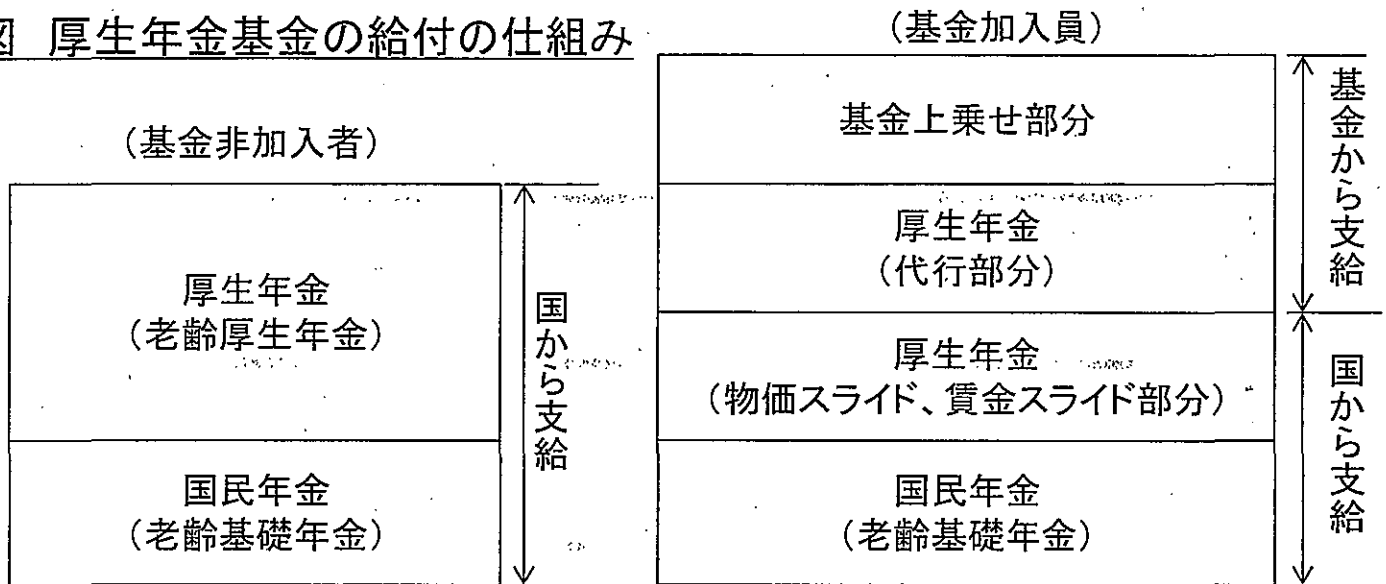 図 厚生年金基金の給付の仕組み
(基金非加入者)
厚生年金
(老齢厚生年金)
国民年金
(老齢基礎年金)
国から支給
(基金加入員)
基金上乗せ部分
厚生年金
(代行部分)
厚生年金
(物価スライド、賃金スライド部分)
国民年金
(老齢基礎年金)
基金から支給
国から支給